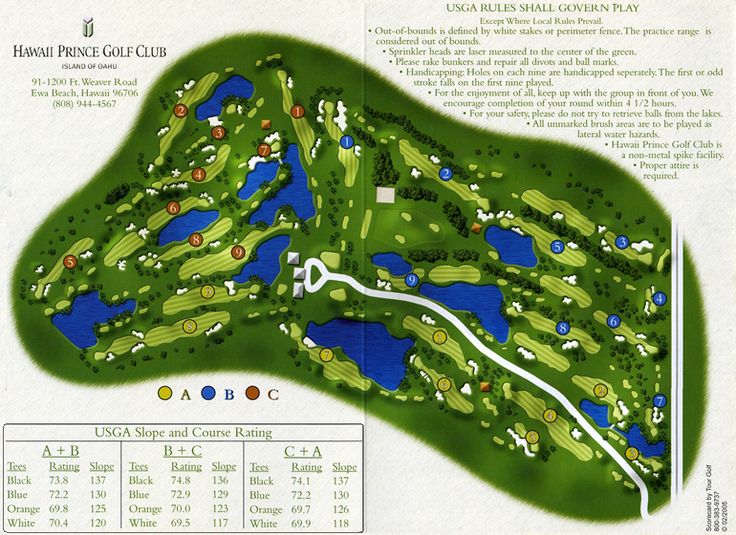 HAWAII PRINCE GOLF CLUB
ISLAND OF OAHU
91-1200 Ft. Weaver Road
Ewa Beach, Hawaii 96706
(808) 944-4567
USGA RULES SHALL GOVERN PLAY
Except Where Local Rules Prevail.
• Out-of-bounds is defined by white stakes or perimeter fence. The practice range is
considered out of bounds.
• Sprinkler heads are laser measured to the center of the green.
• Please rake bunkers and repair all divots and ball marks.
• Handicapping: Holes on each nine are handicapped seperately. The first or odd
stroke falls on the first nine played.
• For the enjoyment of all, keep up with the group in front of you. We
encourage completion of your round within 4 1/2 hours.
• For your safety, please do not try to retrieve balls from the lakes.
• All unmarked brush areas are to be played as
lateral water hazards.
• Hawaii Prince Golf Club is
a non-metal spike facility.
• Proper attire is
required.
2
1
3
1
7
4
2
6
8
9
5
5
3
9
4
8
6
7
A B C
USGA Slope and Course Rating
A + B
Tees Rating Slope
Black 73.8 137
Blue 72.2 130
Orange 69.8 125
White 70.4 120
B + C
Tees Rating Slope
Black 74.8 136
Blue 72.9 129
Orange 70.0 123
White 69.5 117
C + A
Tees Rating Slope
Black 74.1 137
Blue 72.2 130
Orange 69.7 126
White 69.9 118
Scorecard by Tour Golf
800-383-9737
© 02/2005